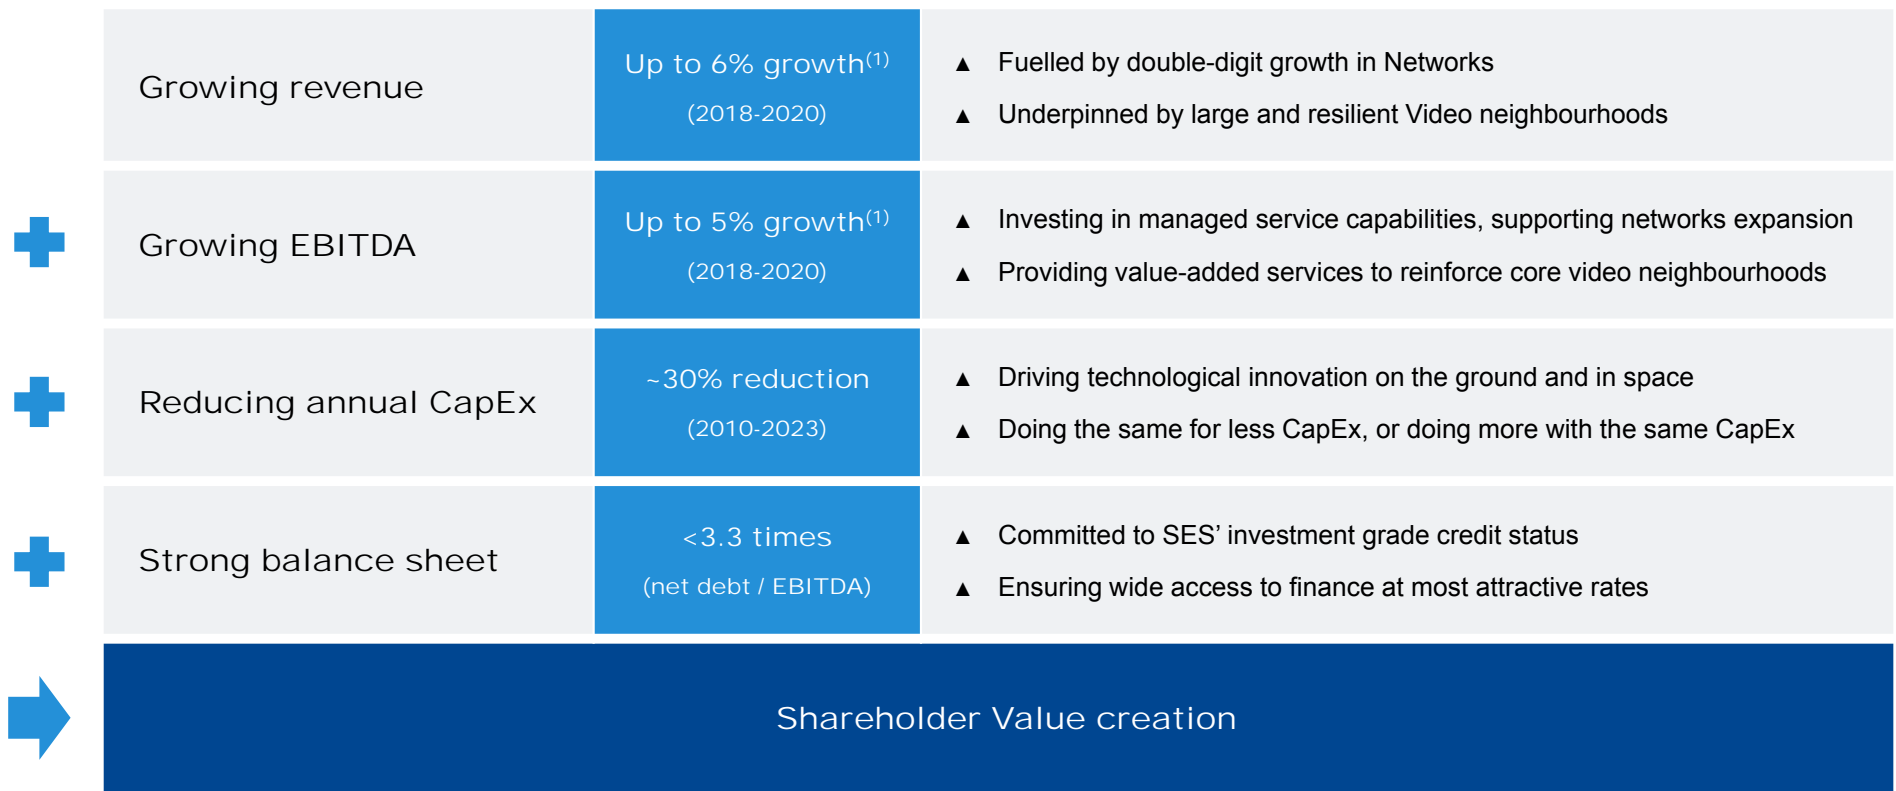 Growing revenue
Up to 6% growth(1)
(2018-2020)
▲ Fuelled by double-digit growth in Networks
▲ Underpinned by large and resilient Video neighbourhoods
Growing EBITDA
Up to 5% growth(1)
(2018-2020)
▲ Investing in managed service capabilities, supporting networks expansion
▲ Providing value-added services to reinforce core video neighbourhoods
Reducing annual CapEx
~30% reduction
(2010-2023)
▲ Driving technological innovation on the ground and in space
▲ Doing the same for less CapEx, or doing more with the same CapEx
Strong balance sheet
<3.3 times
(net debt / EBITDA)
▲ Committed to SES’ investment grade credit status
▲ Ensuring wide access to finance at most attractive rates
Shareholder Value creation